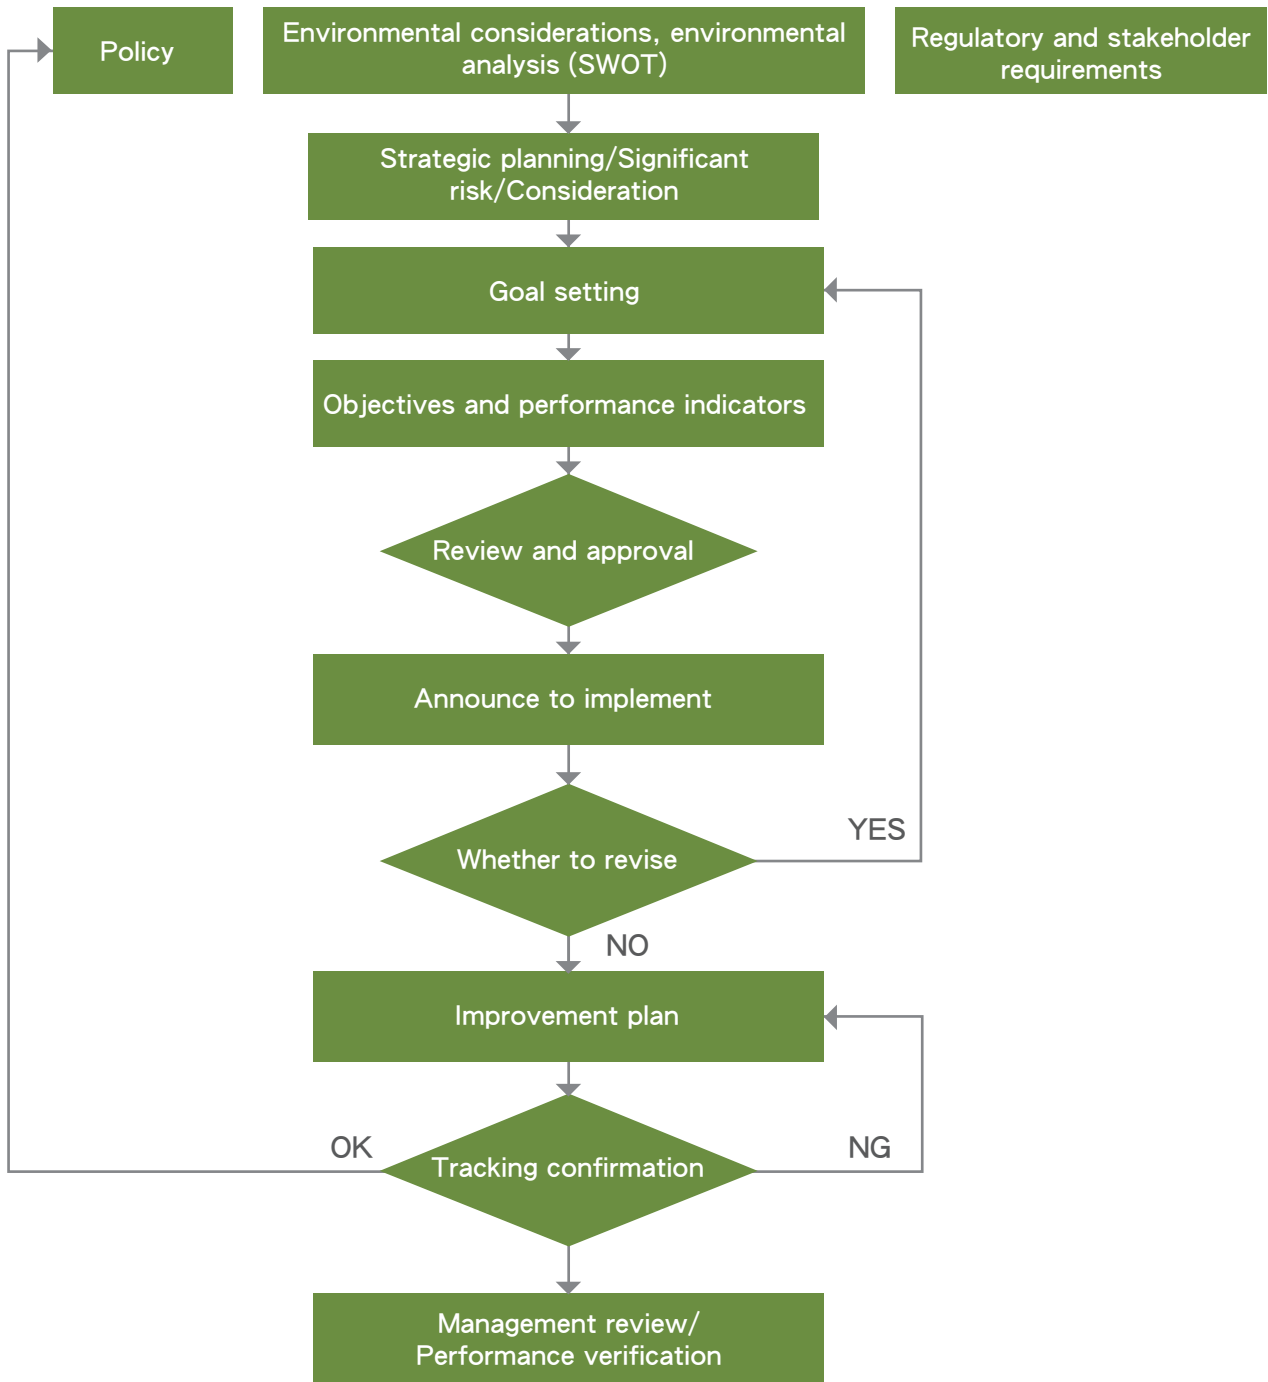 Policy
Environmental considerations, environmental
analysis (SWOT)
Regulatory and stakeholder
requirements
Strategic planning/Significant
risk/Consideration
Goal setting
Objectives and performance indicators
Review and approval
Announce to implement
YES
Whether to revise
NO
Improvement plan
OK
NG
Tracking confirmation
Management review/
Performance verification